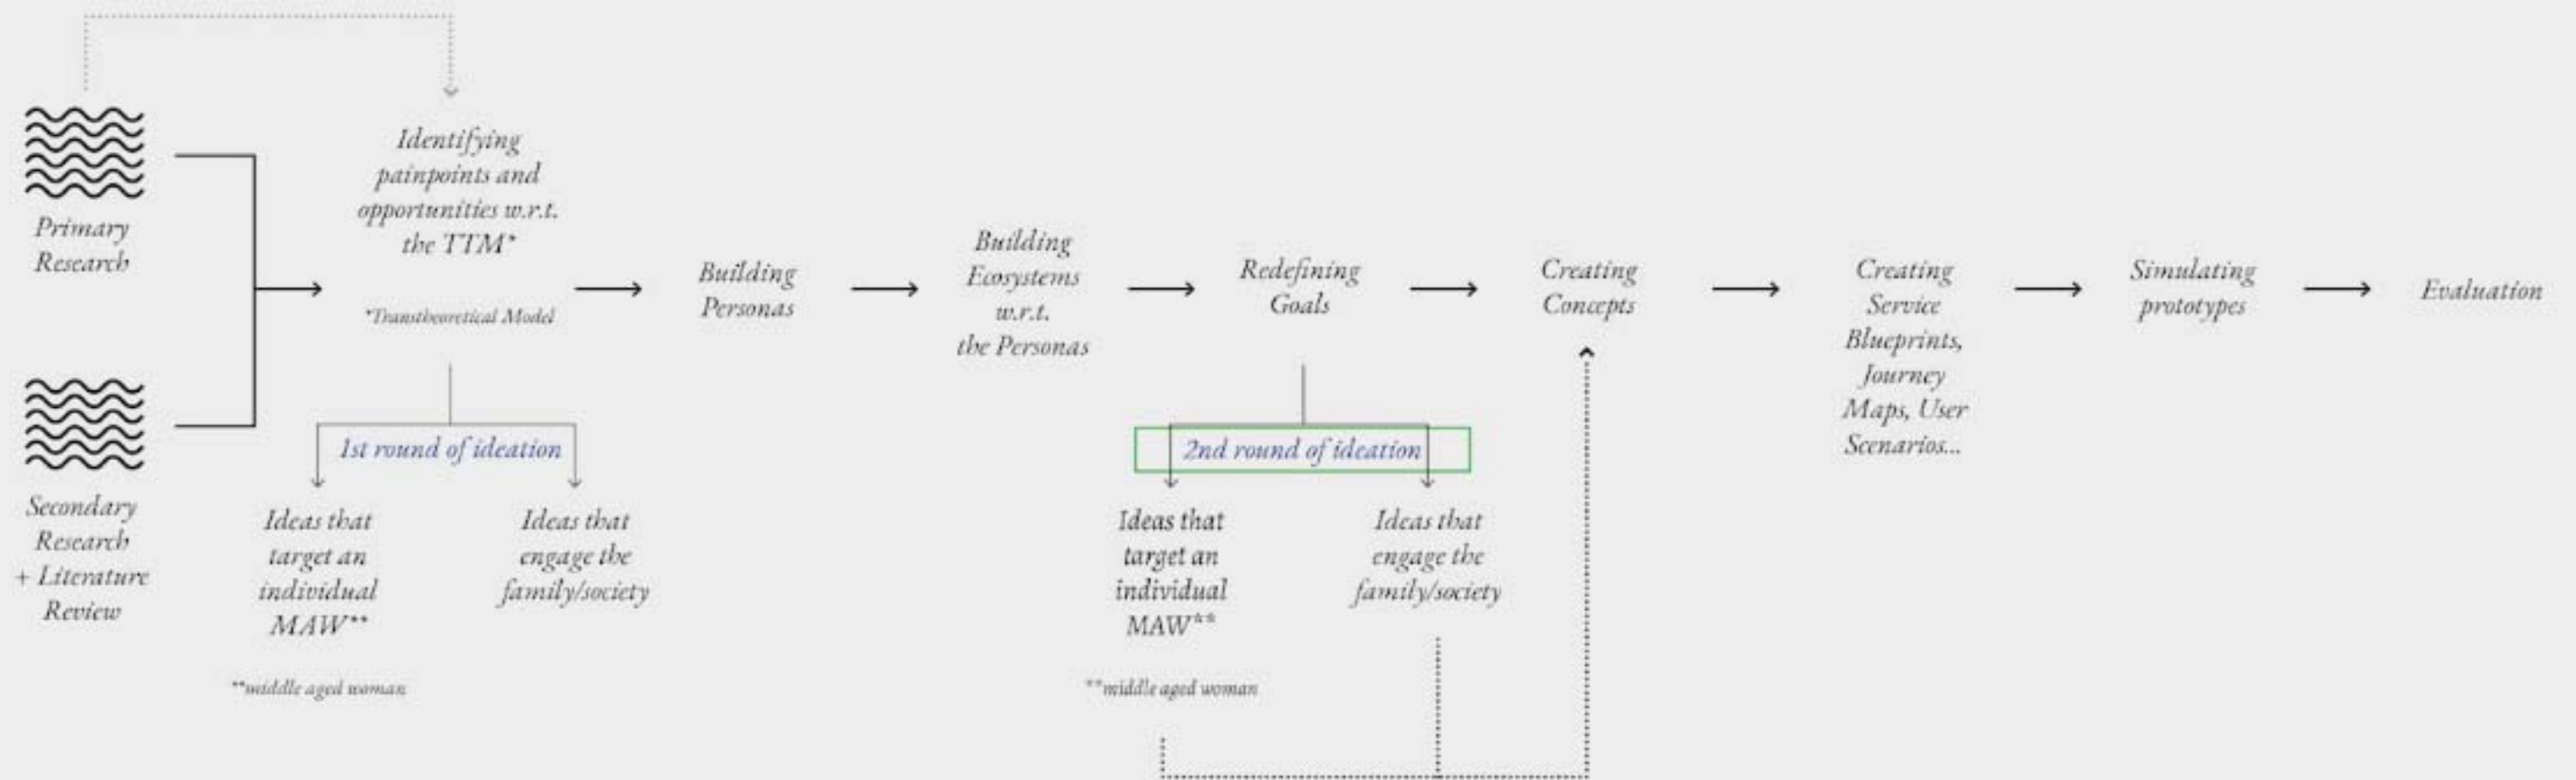 Primary
Research
Secondary
Research
+ Literature
Review
Identifying
painpoints and
opportunities w.r.t.
the TTM*
*Transtheoretical Model
1st round of ideation
Ideas that
target an
individual
MAW**
**middle aged woman
Ideas that
engage the
family/society
Building
Personas
Building
Ecosystems
w.r.t.
the Personas
Redefining
Goals
2nd round of ideation
Ideas that
target an
individual
MAW**
**middle aged woman
Ideas that
engage the
family/society
Creating
Concepts
Creating
Service
Blueprints,
Journey
Maps, User
Scenarios...
Simulating
prototypes
Evaluation